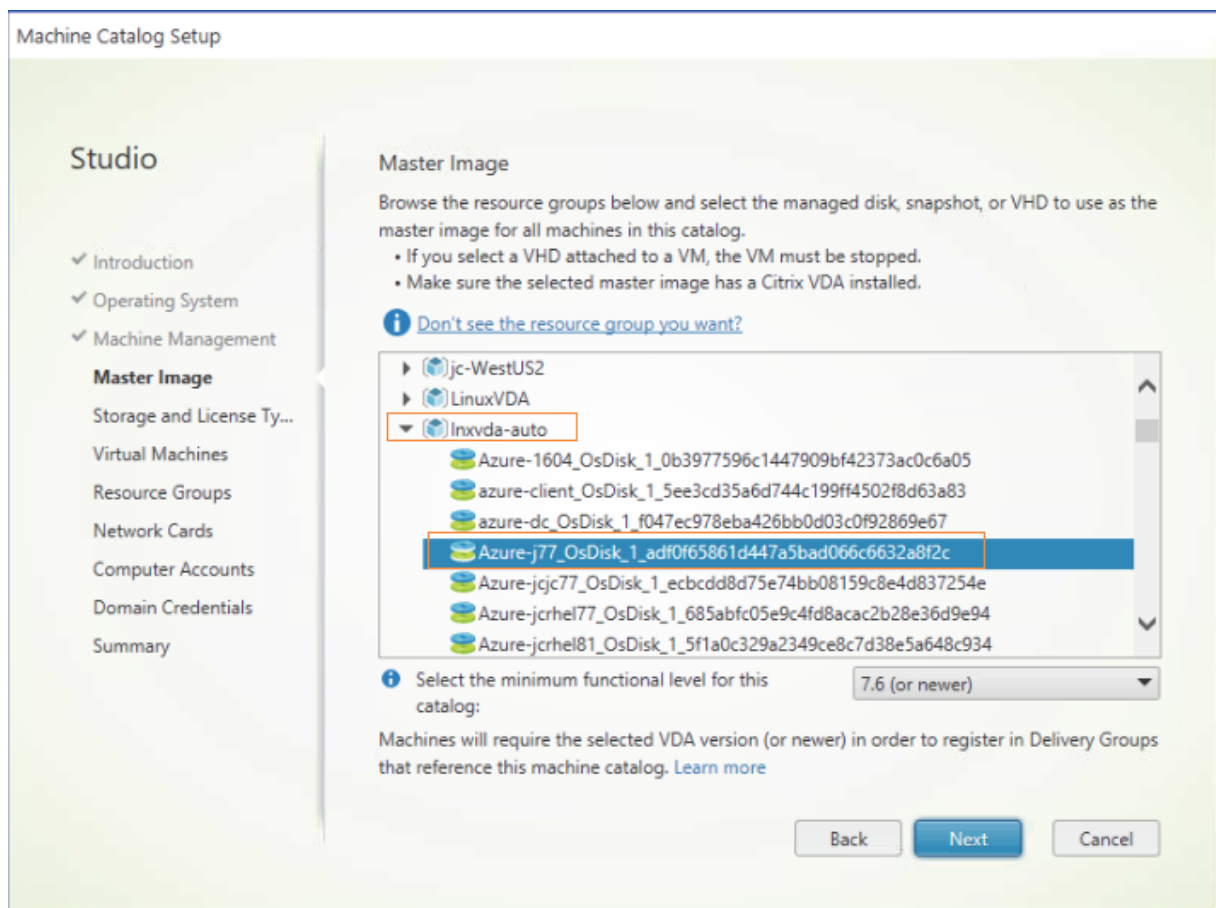 Machine Catalog Setup
Studio
Introduction
Operating System
Machine Management
Master Image
Storage and License Ty...
Virtual Machines
Resource Groups
Network Cards
Computer Accounts
Domain Credentials
Summary
Master Image
Browse the resource groups below and select the managed disk, snapshot, or VHD to use as the
master image for all machines in this catalog.
• If you select a VHD attached to a VM, the VM must be stopped.
• Make sure the selected master image has a Citrix VDA installed.
Don't see the resource group you want?
jc-WestUS2
LinuxVDA
lnxvda-auto
Azure-1604_OsDisk_1_0b3977596c1447909bf42373ac0c6a05
azure-client_OsDisk_1_5ee3cd35a6d744c199ff4502f8d63a83
azure-dc_OsDisk_1_f047ec978eba426bb0d03c0f92869e67
Azure-j77_OsDisk_1_adf0f65861d447a5bad066c6632a8f2c
Azure-jcjc77_OsDisk_1_ecbcdd8d75e74bb08159c8e4d837254e
Azure-jcrhel77_OsDisk_1_685abfc05e9c4fd8acac2b28e36d9e94
Azure-jcrhel81_OsDisk_1_5f1a0c329a2349ce8c7d38e5a648c934
Select the minimum functional level for this
catalog:
7.6 (or newer)
Machines will require the selected VDA version (or newer) in order to register in Delivery Groups
that reference this machine catalog. Learn more
Back
Next
Cancel